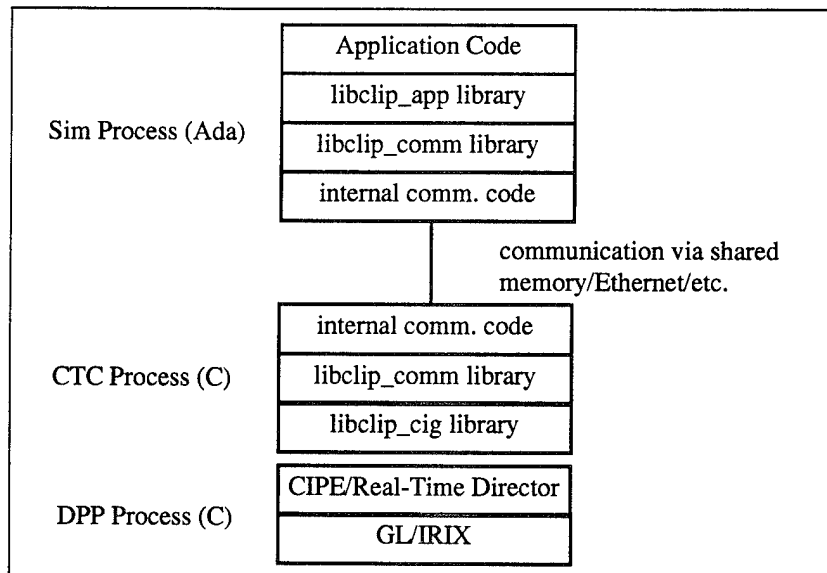 Application Code
libclip_app library
Sim Process (Ada)
libclip_comm library
internal comm. code
communication via shared
memory/Ethernet/etc.
internal comm. code
CTC Process (C)
libclip_comm library
libclip_cig library
CIPE/Real-Time Director
DPP Process (C)
GL/IRIX